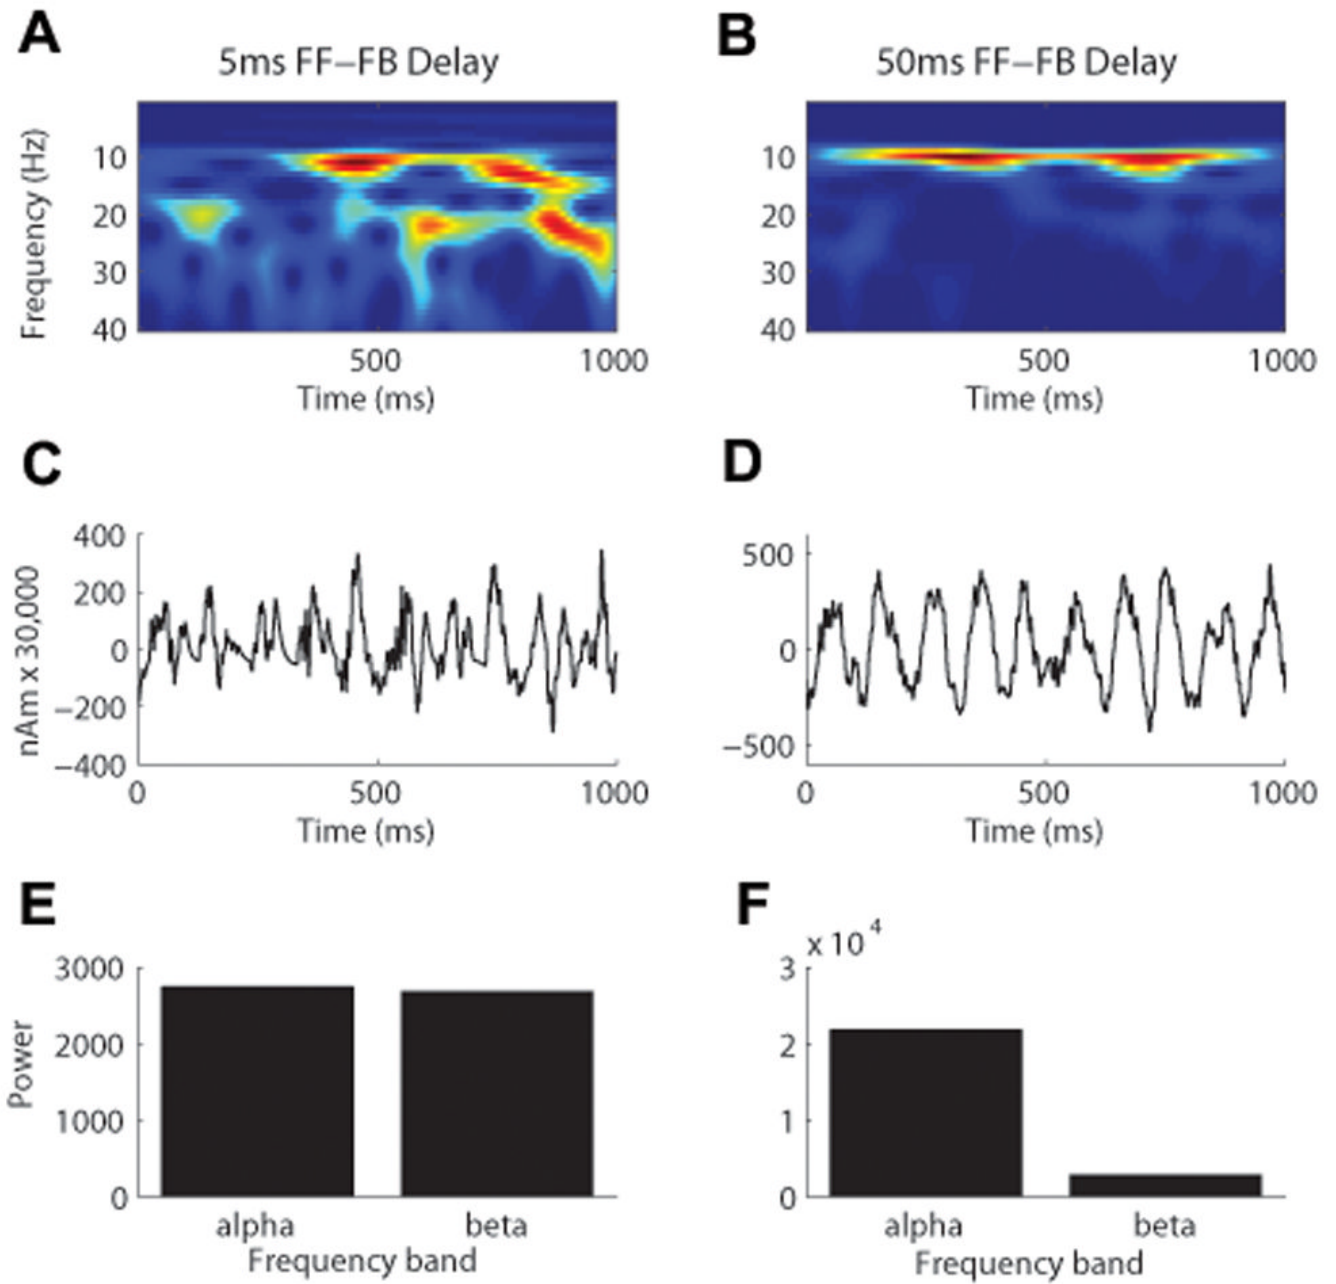 A
5ms FF–FB Delay
Frequency (Hz)
10
20
30
40
500
1000
Time (ms)
B
50ms FF–FB Delay
10
20
30
40
500
1000
Time (ms)
C
nAm x 30,000
400
200
0
−200
−400
0
500
1000
Time (ms)
D
500
0
−500
0
500
1000
Time (ms)
E
Power
3000
2000
1000
0
alpha
beta
Frequency band
F
x 10 4
3
2
1
0
alpha
beta
Frequency band